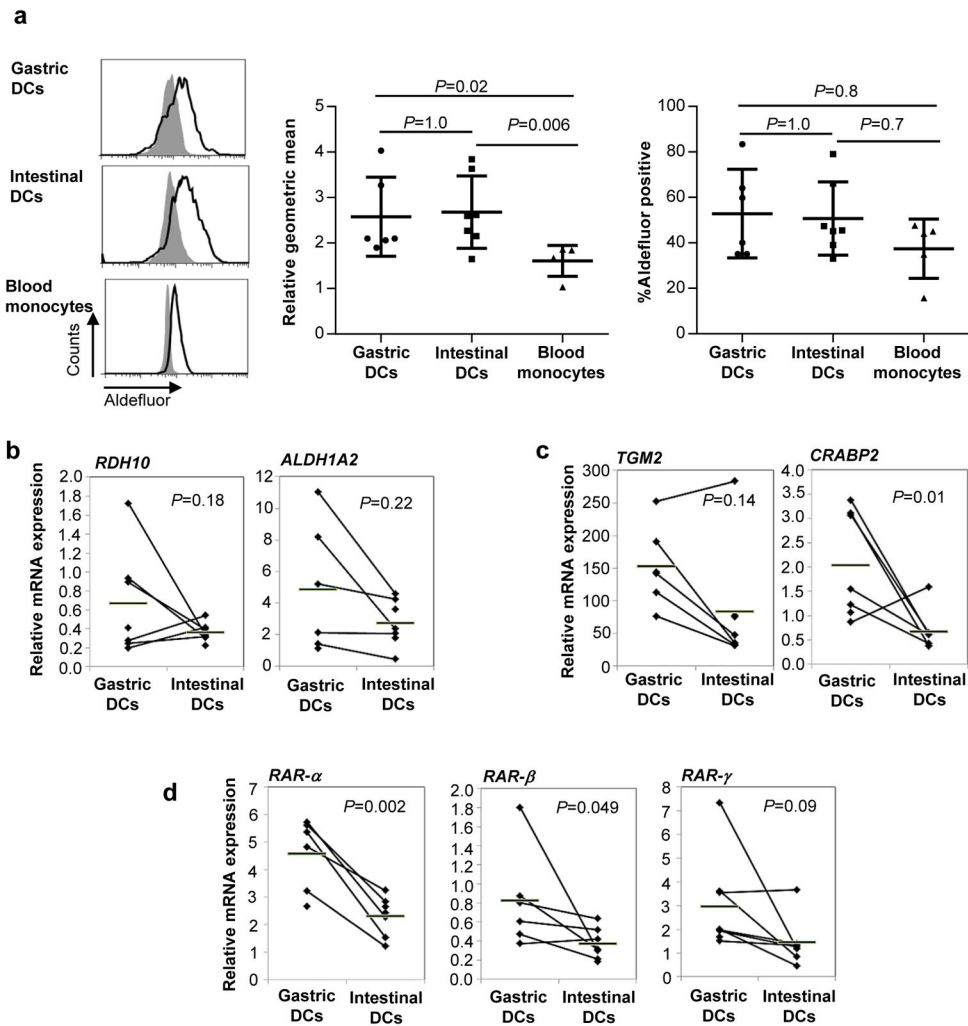 a
Gastric
DCs
Intestinal
DCs
Blood
monocytes
Counts
Aldefluor
P=0.02
P=1.0
P=0.006
Relative geometric mean
5
4
3
2
1
0
Gastric
DCs
Intestinal
DCs
Blood
monocytes
P=0.8
P=1.0
P=0.7
%Aldefluor positive
100
80
60
40
20
0
Gastric
DCs
Intestinal
DCs
Blood
monocytes
b
Relative mRNA expression
RDH10
P=0.18
2.0
1.8
1.6
1.4
1.2
1.0
0.8
0.6
0.4
0.2
0.0
Gastric
DCs
Intestinal
DCs
ALDH1A2
P=0.22
12
10
8
6
4
2
0
Gastric
DCs
Intestinal
DCs
c
Relative mRNA expression
TGM2
P=0.14
300
250
200
150
100
50
0
Gastric
DCs
Intestinal
DCs
CRABP2
P=0.01
4.0
3.5
3.0
2.5
2.0
1.5
1.0
0.5
0.0
Gastric
DCs
Intestinal
DCs
d
Relative mRNA expression
RAR-α
P=0.002
7
6
5
4
3
2
1
0
Gastric
DCs
Intestinal
DCs
RAR-β
P=0.049
2.0
1.8
1.6
1.4
1.2
1.0
0.8
0.6
0.4
0.2
0.0
Gastric
DCs
Intestinal
DCs
RAR-γ
P=0.09
8
7
6
5
4
3
2
1
0
Gastric
DCs
Intestinal
DCs